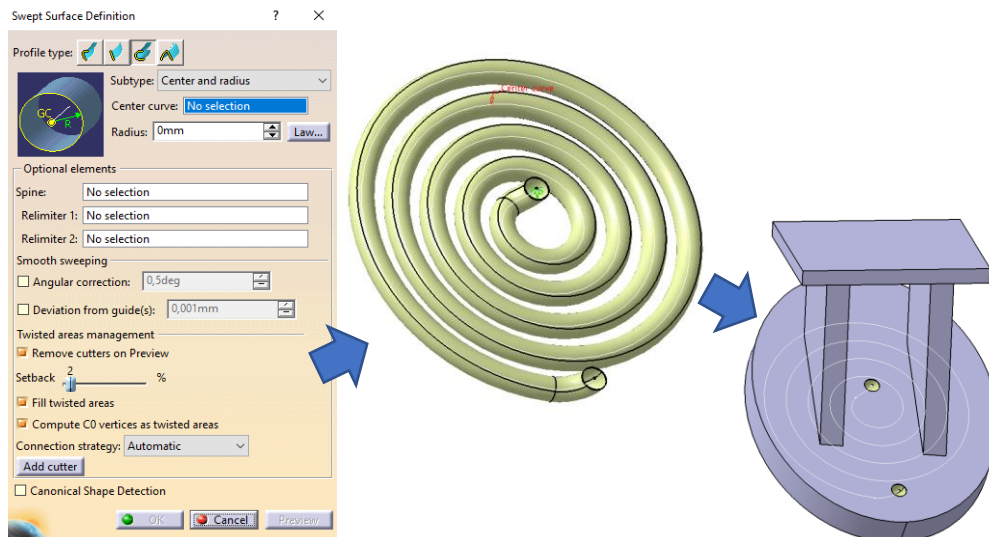 Swept Surface Definition ? ×
Profile type:
Subtype: Center and radius
Center curve: No selection
Radius: 0mm Law...
GC R
Optional elements
Spine: No selection
Relimiter 1: No selection
Relimiter 2: No selection
Smooth sweeping
Angular correction: 0,5deg
Deviation from guide(s): 0,001mm
Twisted areas management
Remove cutters on Preview
2
Setback %
Fill twisted areas
Compute C0 vertices as twisted areas
Connection strategy: Automatic
Add cutter
Canonical Shape Detection
OK Cancel Preview
Center curve